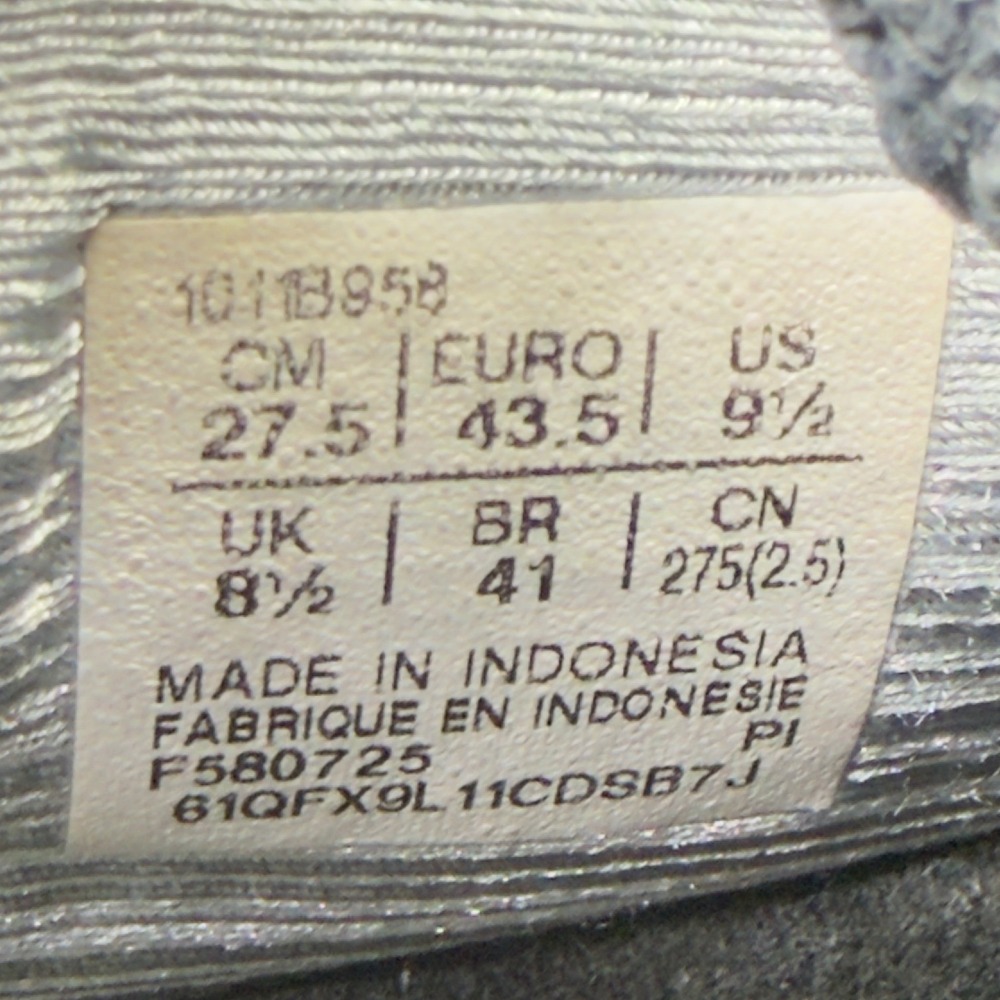 1011B958
CM | EURO | US
27.5 | 43.5 | 9½
UK | BR | CN
8½ | 41 | 275(2.5)
MADE IN INDONESIA
FABRIQUE EN INDONESIE
F580725 PI
61QFX9L11CDSB7J